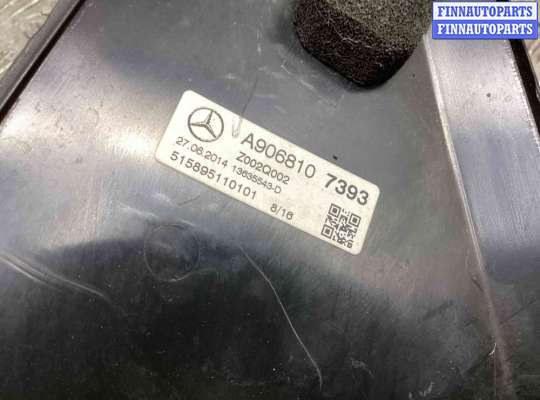 FINNAUTOPARTS
FINNAUTOPARTS
A906810 7393
Z002Q002
27.06.2014 13635543-D
515895110101 8/16